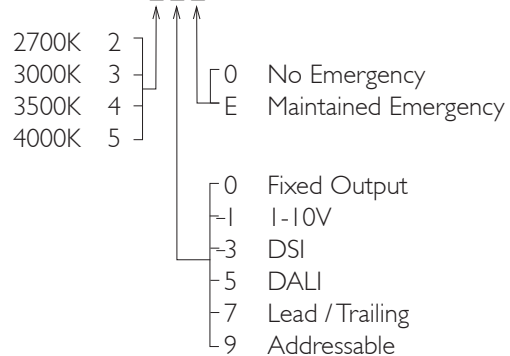 2700K 2
3000K 3
3500K 4
4000K 5
0 No Emergency
E Maintained Emergency
0 Fixed Output
1 1-10V
3 DSI
5 DALI
7 Lead / Trailing
9 Addressable